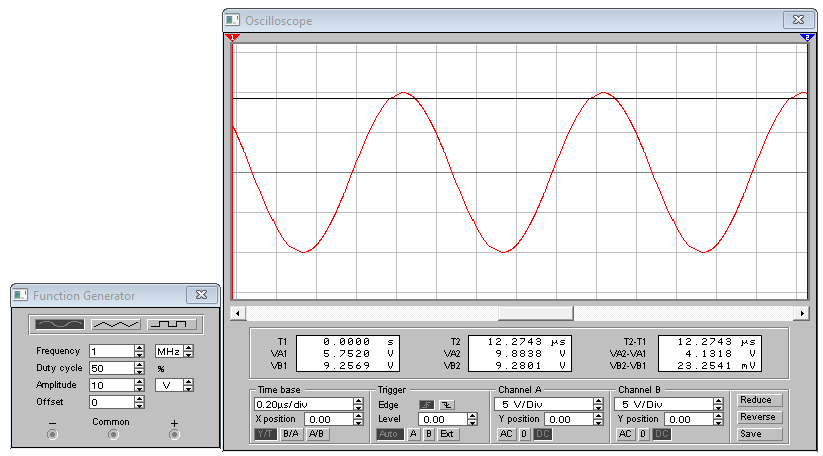 Oscilloscope
1 2
T1 0.0000 s T2 12.2743 µs T2-T1 12.2743 µs
VA1 5.7520 V VA2 9.8838 V VA2-VA1 4.1318 V
VB1 9.2569 V VB2 9.2801 V VB2-VB1 23.2541 mV
Time base Trigger Channel A Channel B
0.20µs/div Edge 5 V/Div 5 V/Div Reduce
X position 0.00 Level 0.00 Y position 0.00 Y position 0.00 Reverse
Y/T B/A A/B Auto A B Ext AC 0 DC AC 0 DC Save
Function Generator
Frequency 1 MHz
Duty cycle 50 %
Amplitude 10 V
Offset 0
− Common +